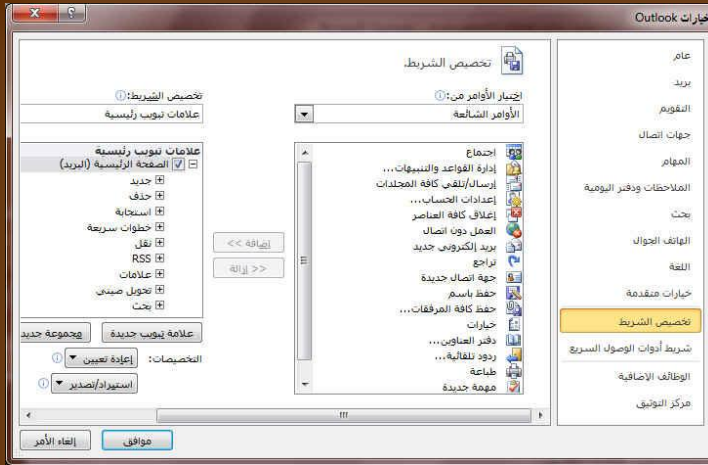 خيارات Outlook
عام
بريد
التقويم
جهات اتصال
المهام
الملاحظات ودفتر اليومية
بحث
الهاتف الجوال
اللغة
خيارات متقدمة
تخصيص الشريط
شريط أدوات الوصول السريع
الوظائف الإضافية
مركز التوثيق
تخصيص الشريط.
اختيار الأوامر من:
الأوامر الشائعة
اجتماع
إدارة القواعد والتنبيهات...
إرسال/تلقي كافة المجلدات
إعدادات الحساب...
إغلاق كافة العناصر
العمل دون اتصال
بريد إلكتروني جديد
تراجع
جهة اتصال جديدة
حفظ باسم
حفظ كافة المرفقات...
خيارات
دفتر العناوين...
ردود تلقائية...
طباعة
مهمة جديدة
إضافة >>
<< إزالة
تخصيص الشريط:
علامات تبويب رئيسية
علامات تبويب رئيسية
الصفحة الرئيسية (البريد)
جديد
حذف
استجابة
خطوات سريعة
نقل
RSS
علامات
تحويل صيني
بحث
علامة تبويب جديدة
مجموعة جديد
التخصيصات:
إعادة تعيين
استيراد/تصدير
موافق
إلغاء الأمر